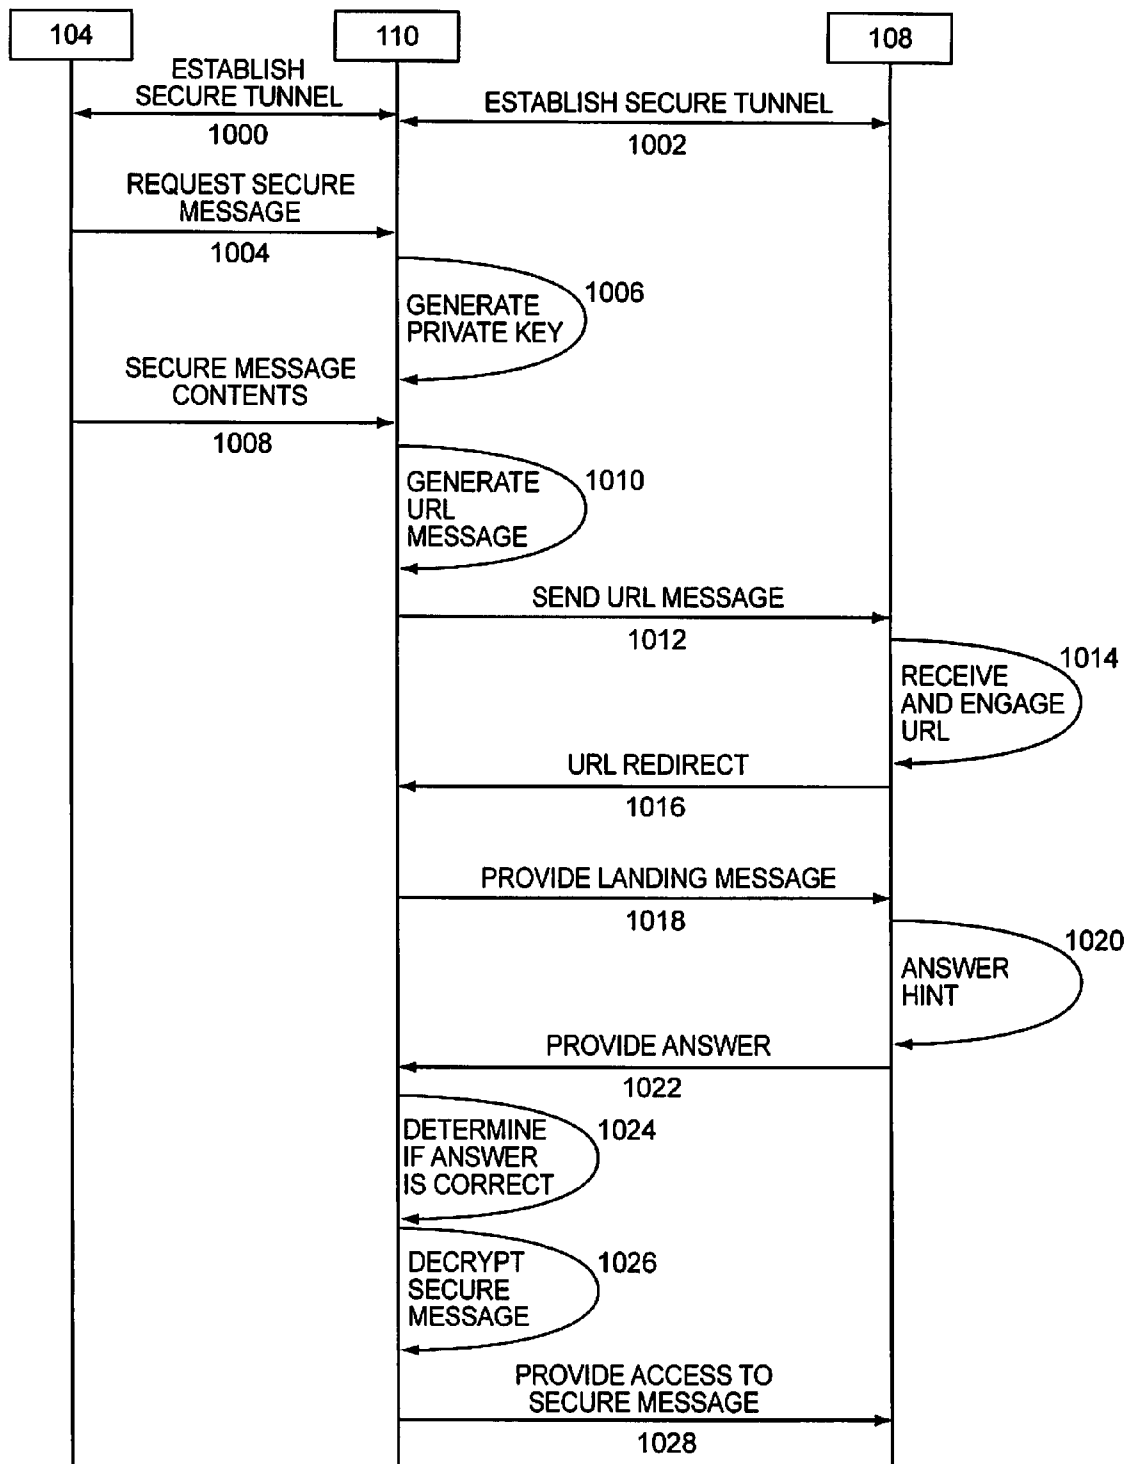 104
110
108
ESTABLISH
SECURE TUNNEL
1000
ESTABLISH SECURE TUNNEL
1002
REQUEST SECURE
MESSAGE
1004
GENERATE
PRIVATE KEY
1006
SECURE MESSAGE
CONTENTS
1008
GENERATE
URL
MESSAGE
1010
SEND URL MESSAGE
1012
RECEIVE
AND ENGAGE
URL
1014
URL REDIRECT
1016
PROVIDE LANDING MESSAGE
1018
ANSWER
HINT
1020
PROVIDE ANSWER
1022
DETERMINE
IF ANSWER
IS CORRECT
1024
DECRYPT
SECURE
MESSAGE
1026
PROVIDE ACCESS TO
SECURE MESSAGE
1028